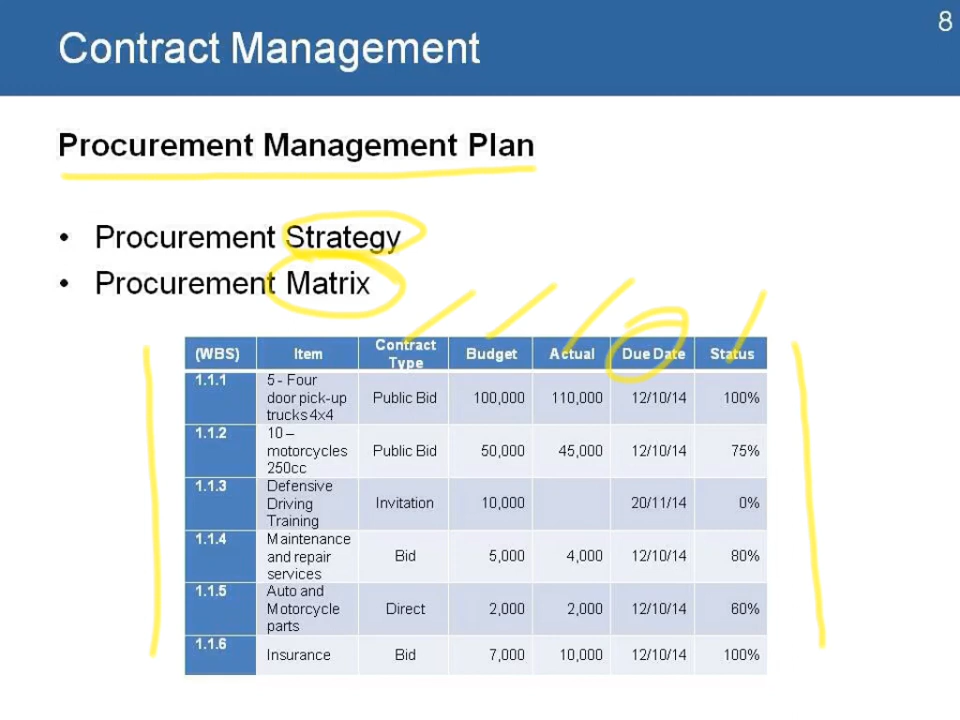 8
Contract Management
Procurement Management Plan
• Procurement Strategy
• Procurement Matrix
(WBS) Item Contract Type Budget Actual Due Date Status
1.1.1 5 - Four door pick-up trucks 4x4 Public Bid 100,000 110,000 12/10/14 100%
1.1.2 10 – motorcycles 250cc Public Bid 50,000 45,000 12/10/14 75%
1.1.3 Defensive Driving Training Invitation 10,000 20/11/14 0%
1.1.4 Maintenance and repair services Bid 5,000 4,000 12/10/14 80%
1.1.5 Auto and Motorcycle parts Direct 2,000 2,000 12/10/14 60%
1.1.6 Insurance Bid 7,000 10,000 12/10/14 100%